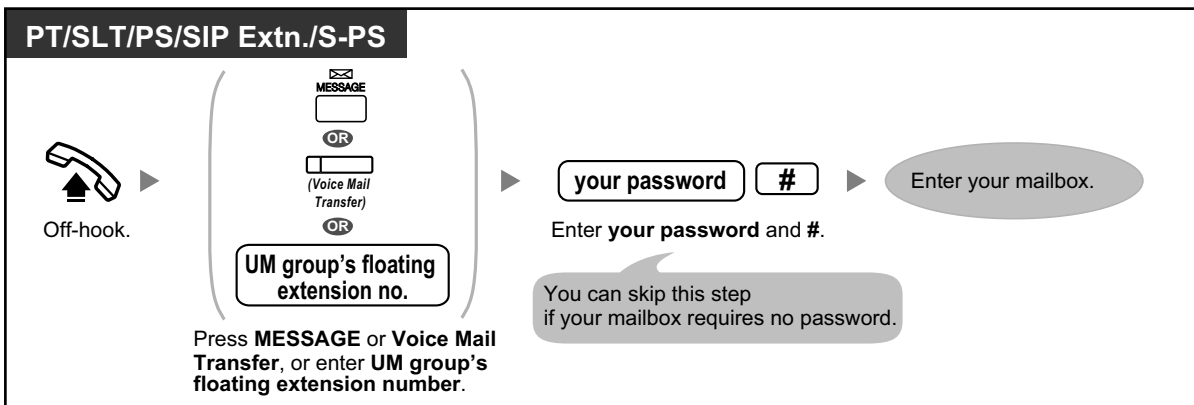 PT/SLT/PS/SIP Extn./S-PS
MESSAGE
OR
(Voice Mail
Transfer)
OR
UM group's floating
extension no.
Off-hook.
Press MESSAGE or Voice Mail
Transfer, or enter UM group's
floating extension number.
your password
#
Enter your password and #.
You can skip this step
if your mailbox requires no password.
Enter your mailbox.